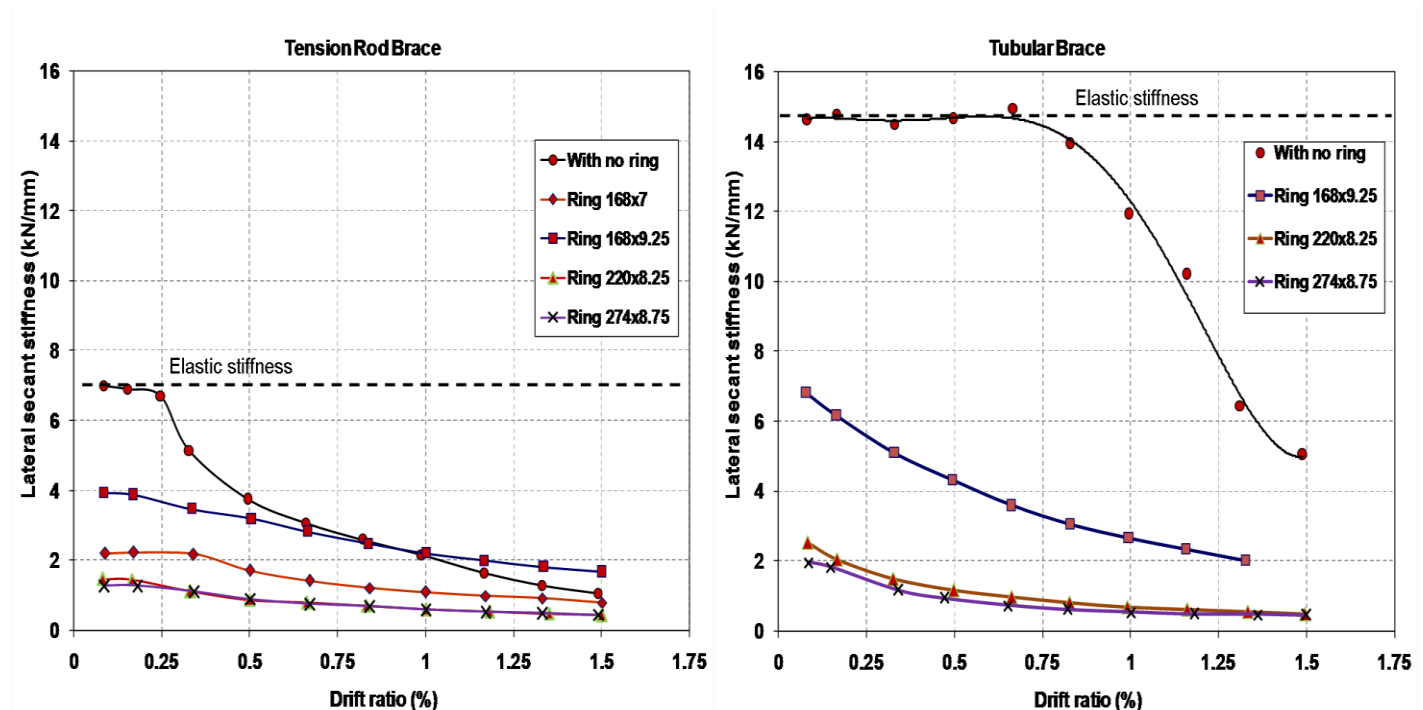 Tension Rod Brace
Lateral secant stiffness (kN/mm)
16
14
12
10
8
6
4
2
0
Elastic stiffness
With no ring
Ring 168x7
Ring 168x9.25
Ring 220x8.25
Ring 274x8.75
0 0.25 0.5 0.75 1 1.25 1.5 1.75
Drift ratio (%)
Tubular Brace
Lateral secant stiffness (kN/mm)
16
14
12
10
8
6
4
2
0
Elastic stiffness
With no ring
Ring 168x9.25
Ring 220x8.25
Ring 274x8.75
0 0.25 0.5 0.75 1 1.25 1.5 1.75
Drift ratio (%)